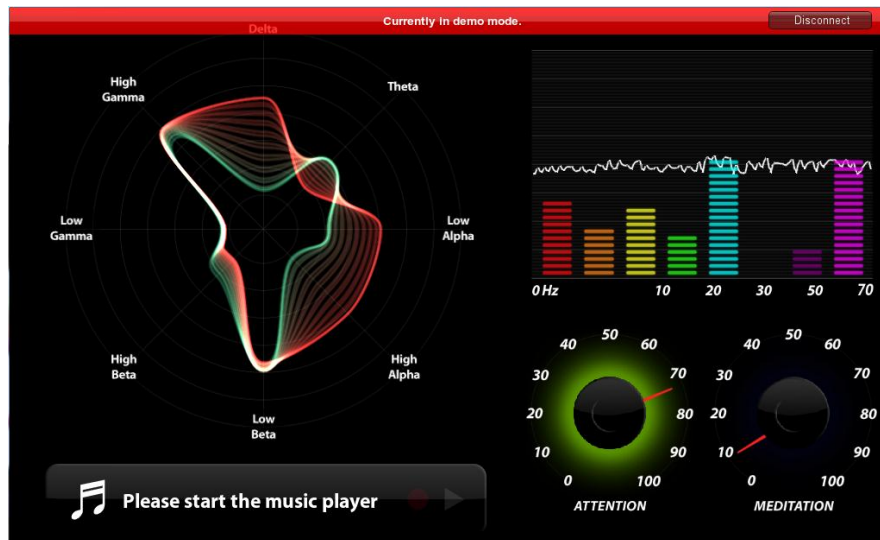 Currently in demo mode.
Disconnect
Delta
High
Gamma
Theta
Low
Gamma
Low
Alpha
High
Beta
High
Alpha
Low
Beta
0 Hz 10 20 30 50 70
50
40 60
30 70
20 80
10 90
0 100
ATTENTION
50
40 60
30 70
20 80
10 90
0 100
MEDITATION
Please start the music player